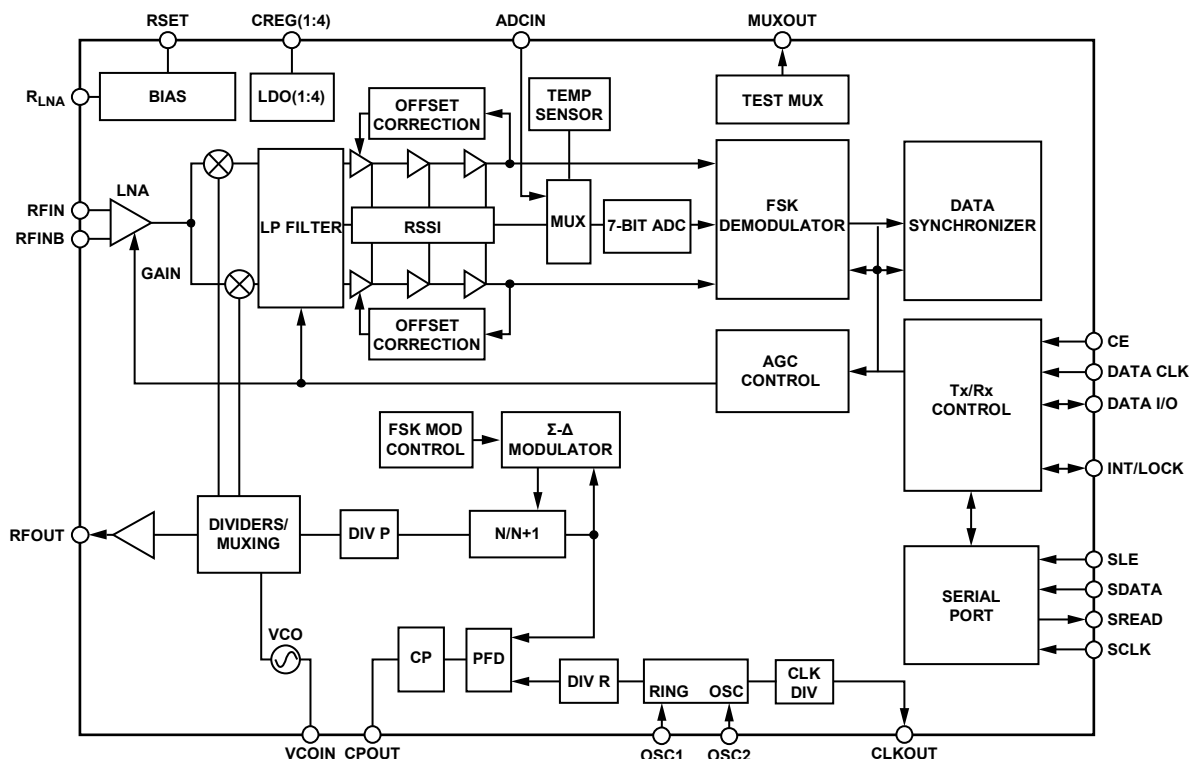 RSET
CREG(1:4)
ADCIN
MUXOUT
RLNA
BIAS
LDO(1:4)
OFFSET
CORRECTION
TEMP
SENSOR
TEST MUX
LNA
RFIN
RFINB
GAIN
LP FILTER
RSSI
MUX
7-BIT ADC
FSK
DEMODULATOR
DATA
SYNCHRONIZER
OFFSET
CORRECTION
AGC
CONTROL
Tx/Rx
CONTROL
CE
DATA CLK
DATA I/O
INT/LOCK
FSK MOD
CONTROL
Σ-Δ
MODULATOR
RFOUT
DIVIDERS/
MUXING
DIV P
N/N+1
SERIAL
PORT
SLE
SDATA
SREAD
SCLK
VCO
CP
PFD
DIV R
RING
OSC
CLK
DIV
VCOIN
CPOUT
OSC1
OSC2
CLKOUT